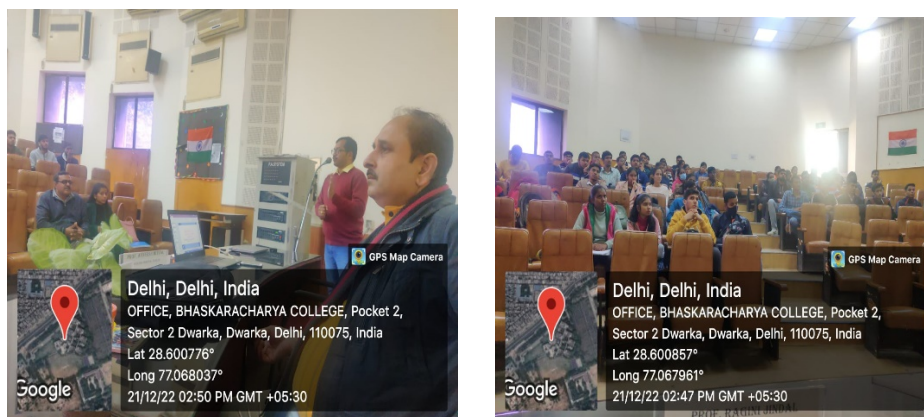 GPS Map Camera
Delhi, Delhi, India
OFFICE, BHASKARACHARYA COLLEGE, Pocket 2,
Sector 2 Dwarka, Dwarka, Delhi, 110075, India
Lat 28.600776°
Long 77.068037°
21/12/22 02:50 PM GMT +05:30
Google
GPS Map Camera
Delhi, Delhi, India
OFFICE, BHASKARACHARYA COLLEGE, Pocket 2,
Sector 2 Dwarka, Dwarka, Delhi, 110075, India
Lat 28.600857°
Long 77.067961°
21/12/22 02:47 PM GMT +05:30
Google
PROF. RAGINI JINDAL